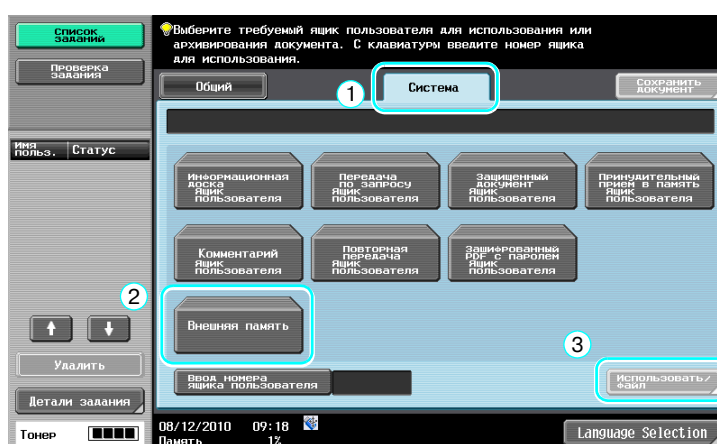 Список
заданий
Проверка
задания
Имя
польз.
Статус
Удалить
Детали задания
Тонер
Выберите требуемый ящик пользователя для использования или
архивирования документа. С клавиатуры введите номер ящика
для использования.
Общий
1
Система
Сохранить
документ
Информационная
доска
Ящик
пользователя
Передача
по запросу
Ящик
пользователя
Защищенный
документ
Ящик
пользователя
Принудительный
прием в память
Ящик
пользователя
Комментарий
Ящик
пользователя
Повторная
передача
Ящик
пользователя
Зашифрованный
PDF с паролем
Ящик
пользователя
2
Внешняя память
3
Ввод номера
ящика пользователя
Использовать/
файл
08/12/2010 09:18
Память 1%
Language Selection